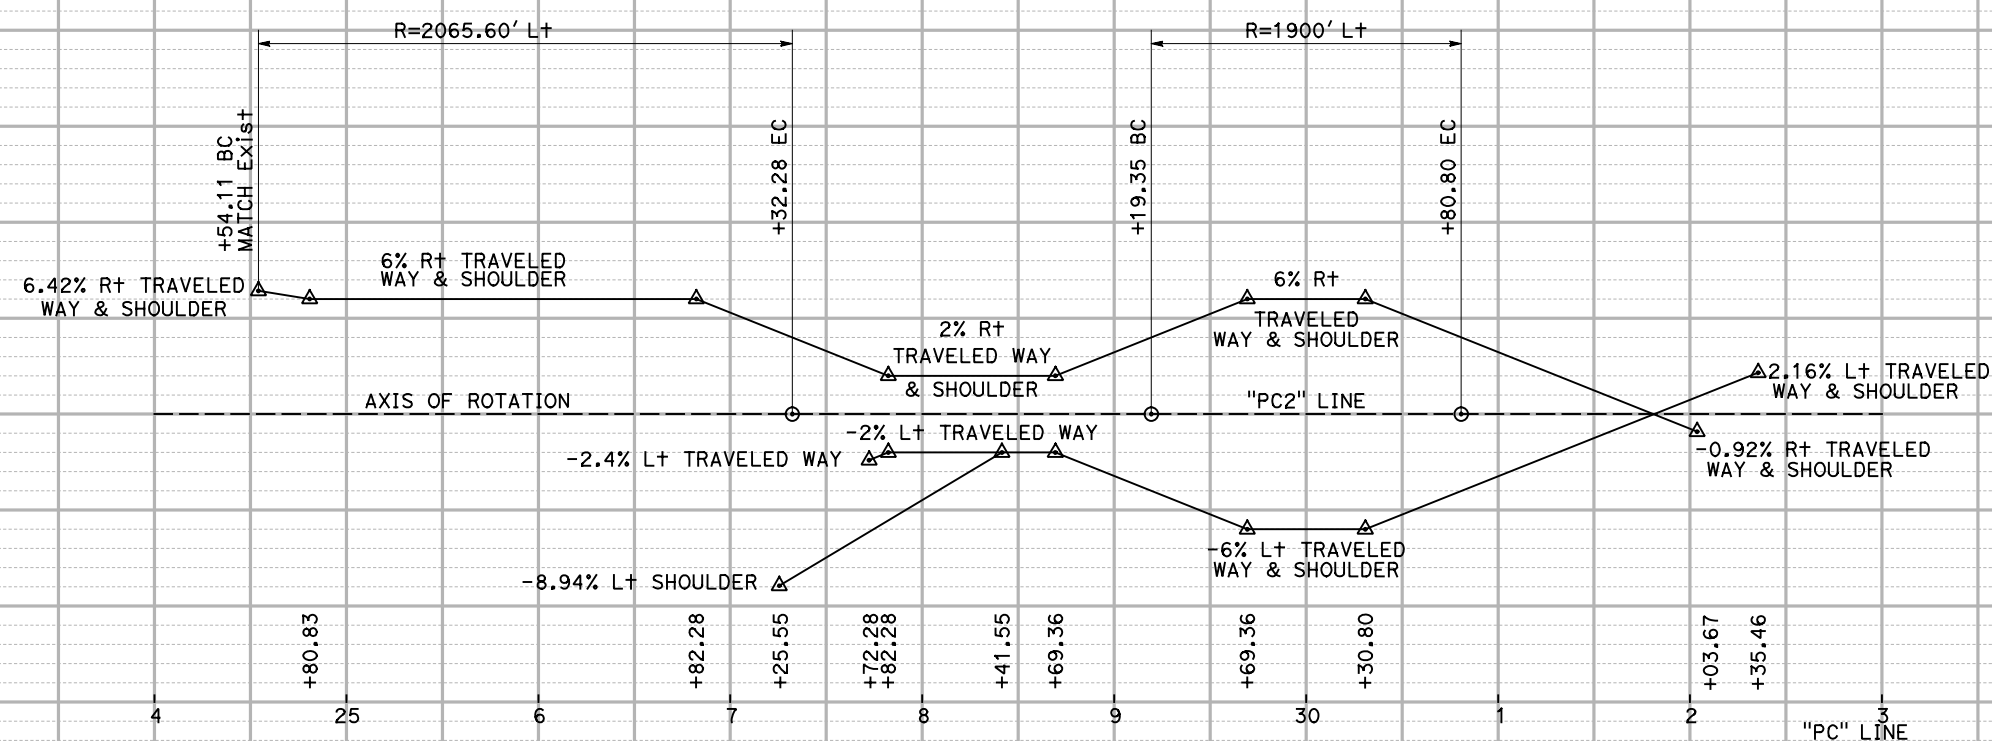 R=2065.60' Lt
R=1900' Lt
+54.11 BC
MATCH Exist
+32.28 EC
+19.35 BC
+80.80 EC
6.42% Rt TRAVELED
WAY & SHOULDER
6% Rt TRAVELED
WAY & SHOULDER
2% Rt
TRAVELED WAY
& SHOULDER
6% Rt
TRAVELED
WAY & SHOULDER
2.16% Lt TRAVELED
WAY & SHOULDER
AXIS OF ROTATION
"PC2" LINE
-2% Lt TRAVELED WAY
-2.4% Lt TRAVELED WAY
-0.92% Rt TRAVELED
WAY & SHOULDER
-6% Lt TRAVELED
WAY & SHOULDER
-8.94% Lt SHOULDER
+80.83
+82.28
+25.55
+72.28
+82.28
+41.55
+69.36
+69.36
+30.80
+03.67
+35.46
4 25 6 7 8 9 30 1 2 3
"PC" LINE